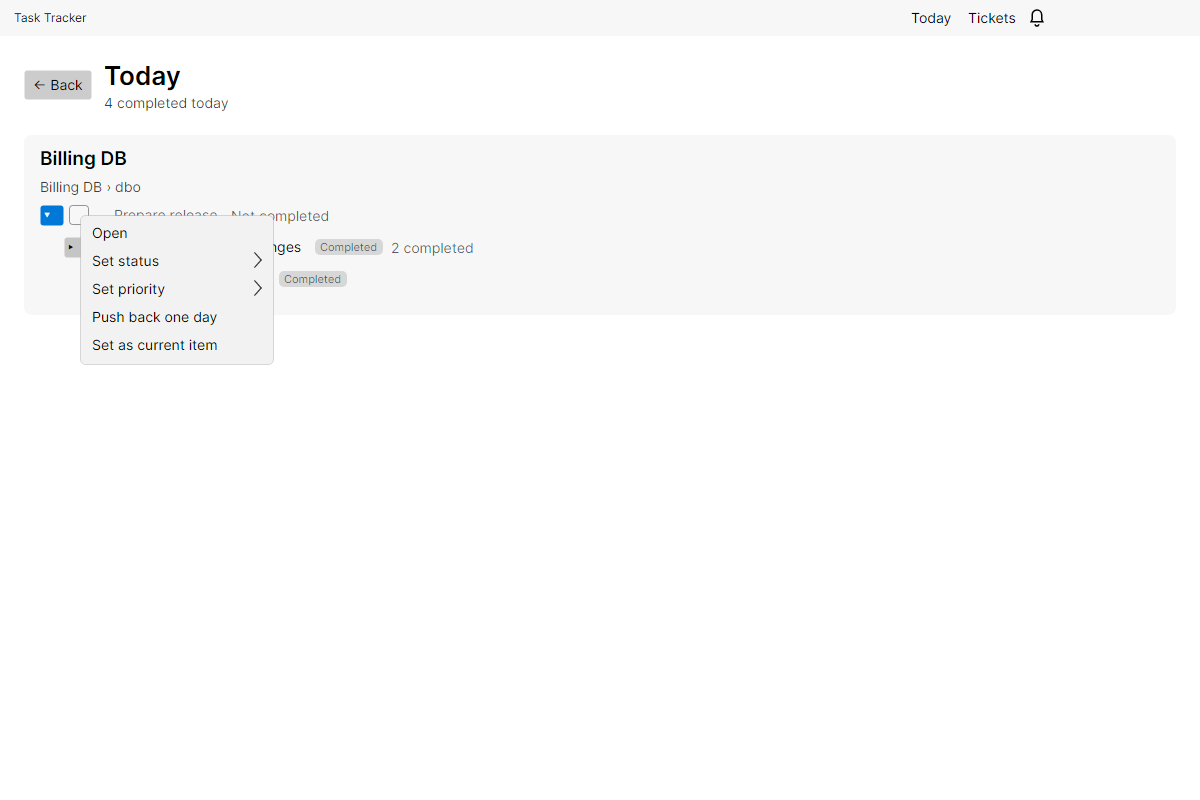 Task Tracker
Today Tickets
← Back
Today
4 completed today
Billing DB
Billing DB › dbo
Prepare release Not completed
Completed 2 completed
Completed
Open
Set status
Set priority
Push back one day
Set as current item